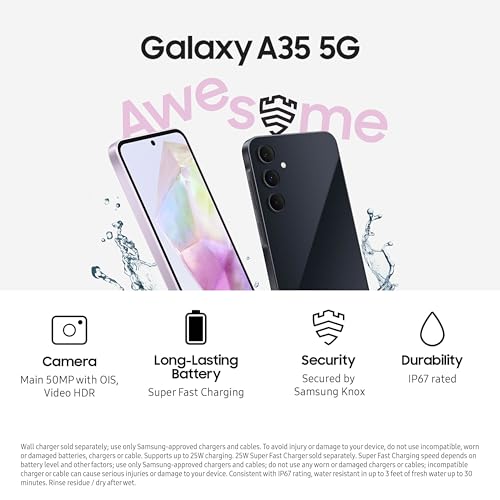 Galaxy A35 5G
Awesome
Camera
Main 50MP with OIS,
Video HDR
Long-Lasting
Battery
Super Fast Charging
Security
Secured by
Samsung Knox
Durability
IP67 rated
Wall charger sold separately; use only Samsung-approved chargers and cables. To avoid injury or damage to your device, do not use incompatible, worn
or damaged batteries, chargers or cable. Supports up to 25W charging. 25W Super Fast Charger sold separately. Super Fast Charging speed depends on
battery level and other factors; use only Samsung-approved chargers and cables; do not use any worn or damaged chargers or cables; incompatible
charger or cable can cause serious injuries or damage to your device. Consistent with IP67 rating, water resistant in up to 3 feet of fresh water up to 30
minutes. Rinse residue / dry after wet.